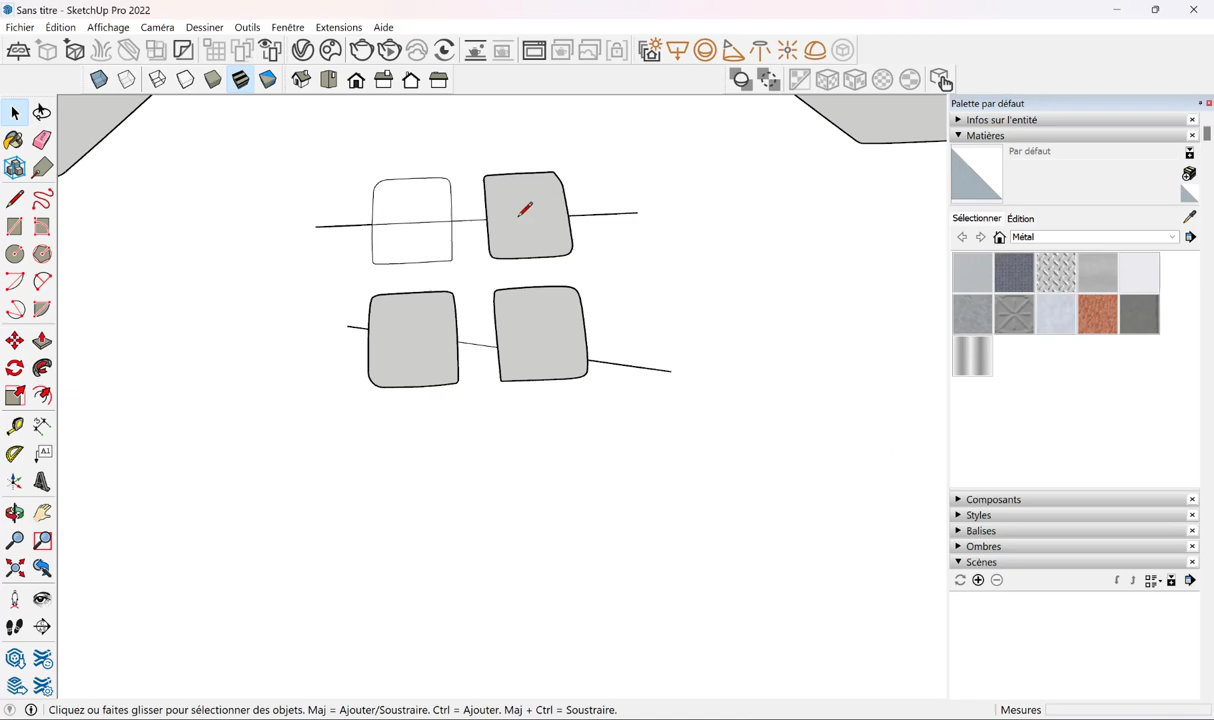 Sans titre - SketchUp Pro 2022
Fichier Édition Affichage Caméra Dessiner Outils Fenêtre Extensions Aide
Palette par défaut
Infos sur l'entité
Matières
Par défaut
Sélectionner Édition
Métal
A1
Composants
Styles
Balises
Ombres
Scènes
Cliquez ou faites glisser pour sélectionner des objets. Maj = Ajouter/Soustraire. Ctrl = Ajouter. Maj + Ctrl = Soustraire.
Mesures